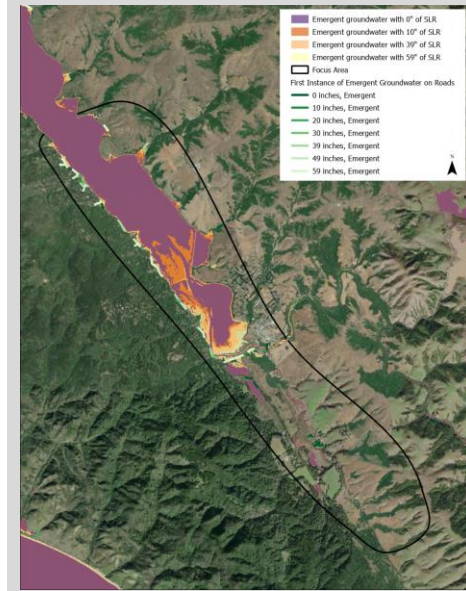 Emergent groundwater with 0" of SLR
Emergent groundwater with 10" of SLR
Emergent groundwater with 39" of SLR
Emergent groundwater with 59" of SLR
Focus Area
First Instance of Emergent Groundwater on Roads
0 inches, Emergent
10 inches, Emergent
20 inches, Emergent
30 inches, Emergent
39 inches, Emergent
49 inches, Emergent
59 inches, Emergent
N